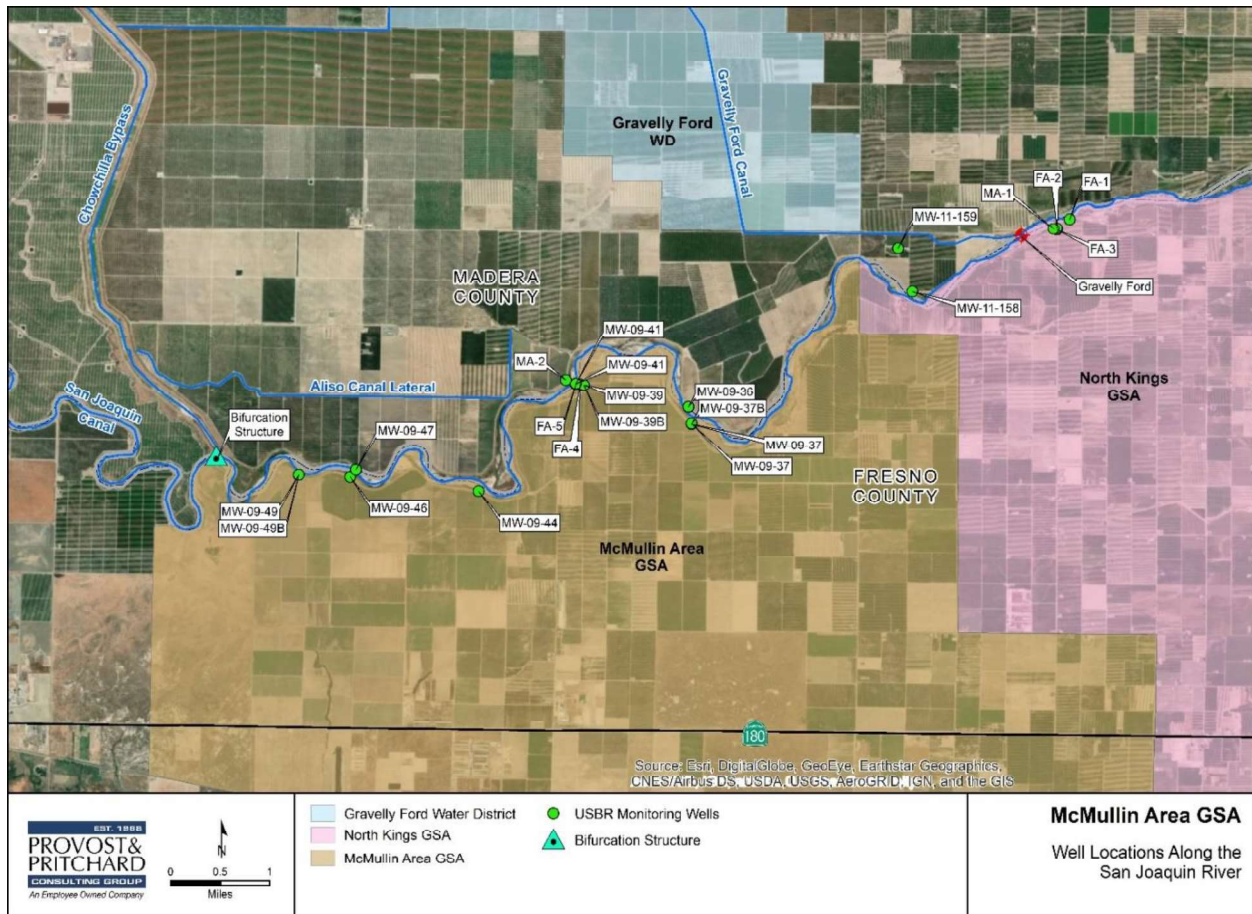 Chowchilla Bypass
Gravelly Ford
WD
Gravelly Ford Canal
MA-1
FA-2
FA-1
FA-3
MW-11-159
Gravelly Ford
MW-11-158
MADERA
COUNTY
MW-09-41
MW-09-41
MA-2
MW-09-39
MW-09-39B
FA-5
FA-4
Aliso Canal Lateral
San Joaquin
Canal
Bifurcation
Structure
MW-09-36
MW-09-37B
MW-09-37
MW-09-37
North Kings
GSA
MW-09-47
MW-09-49
MW-09-49B
MW-09-46
MW-09-44
FRESNO
COUNTY
McMullin Area
GSA
180
Source: Esri, DigitalGlobe, GeoEye, Earthstar Geographics,
CNES/Airbus DS, USDA, USGS, AeroGRID, IGN, and the GIS
EST. 1968
PROVOST&
PRITCHARD
CONSULTING GROUP
An Employee Owned Company
N
0 0.5 1
Miles
Gravelly Ford Water District
North Kings GSA
McMullin Area GSA
USBR Monitoring Wells
Bifurcation Structure
McMullin Area GSA
Well Locations Along the
San Joaquin River